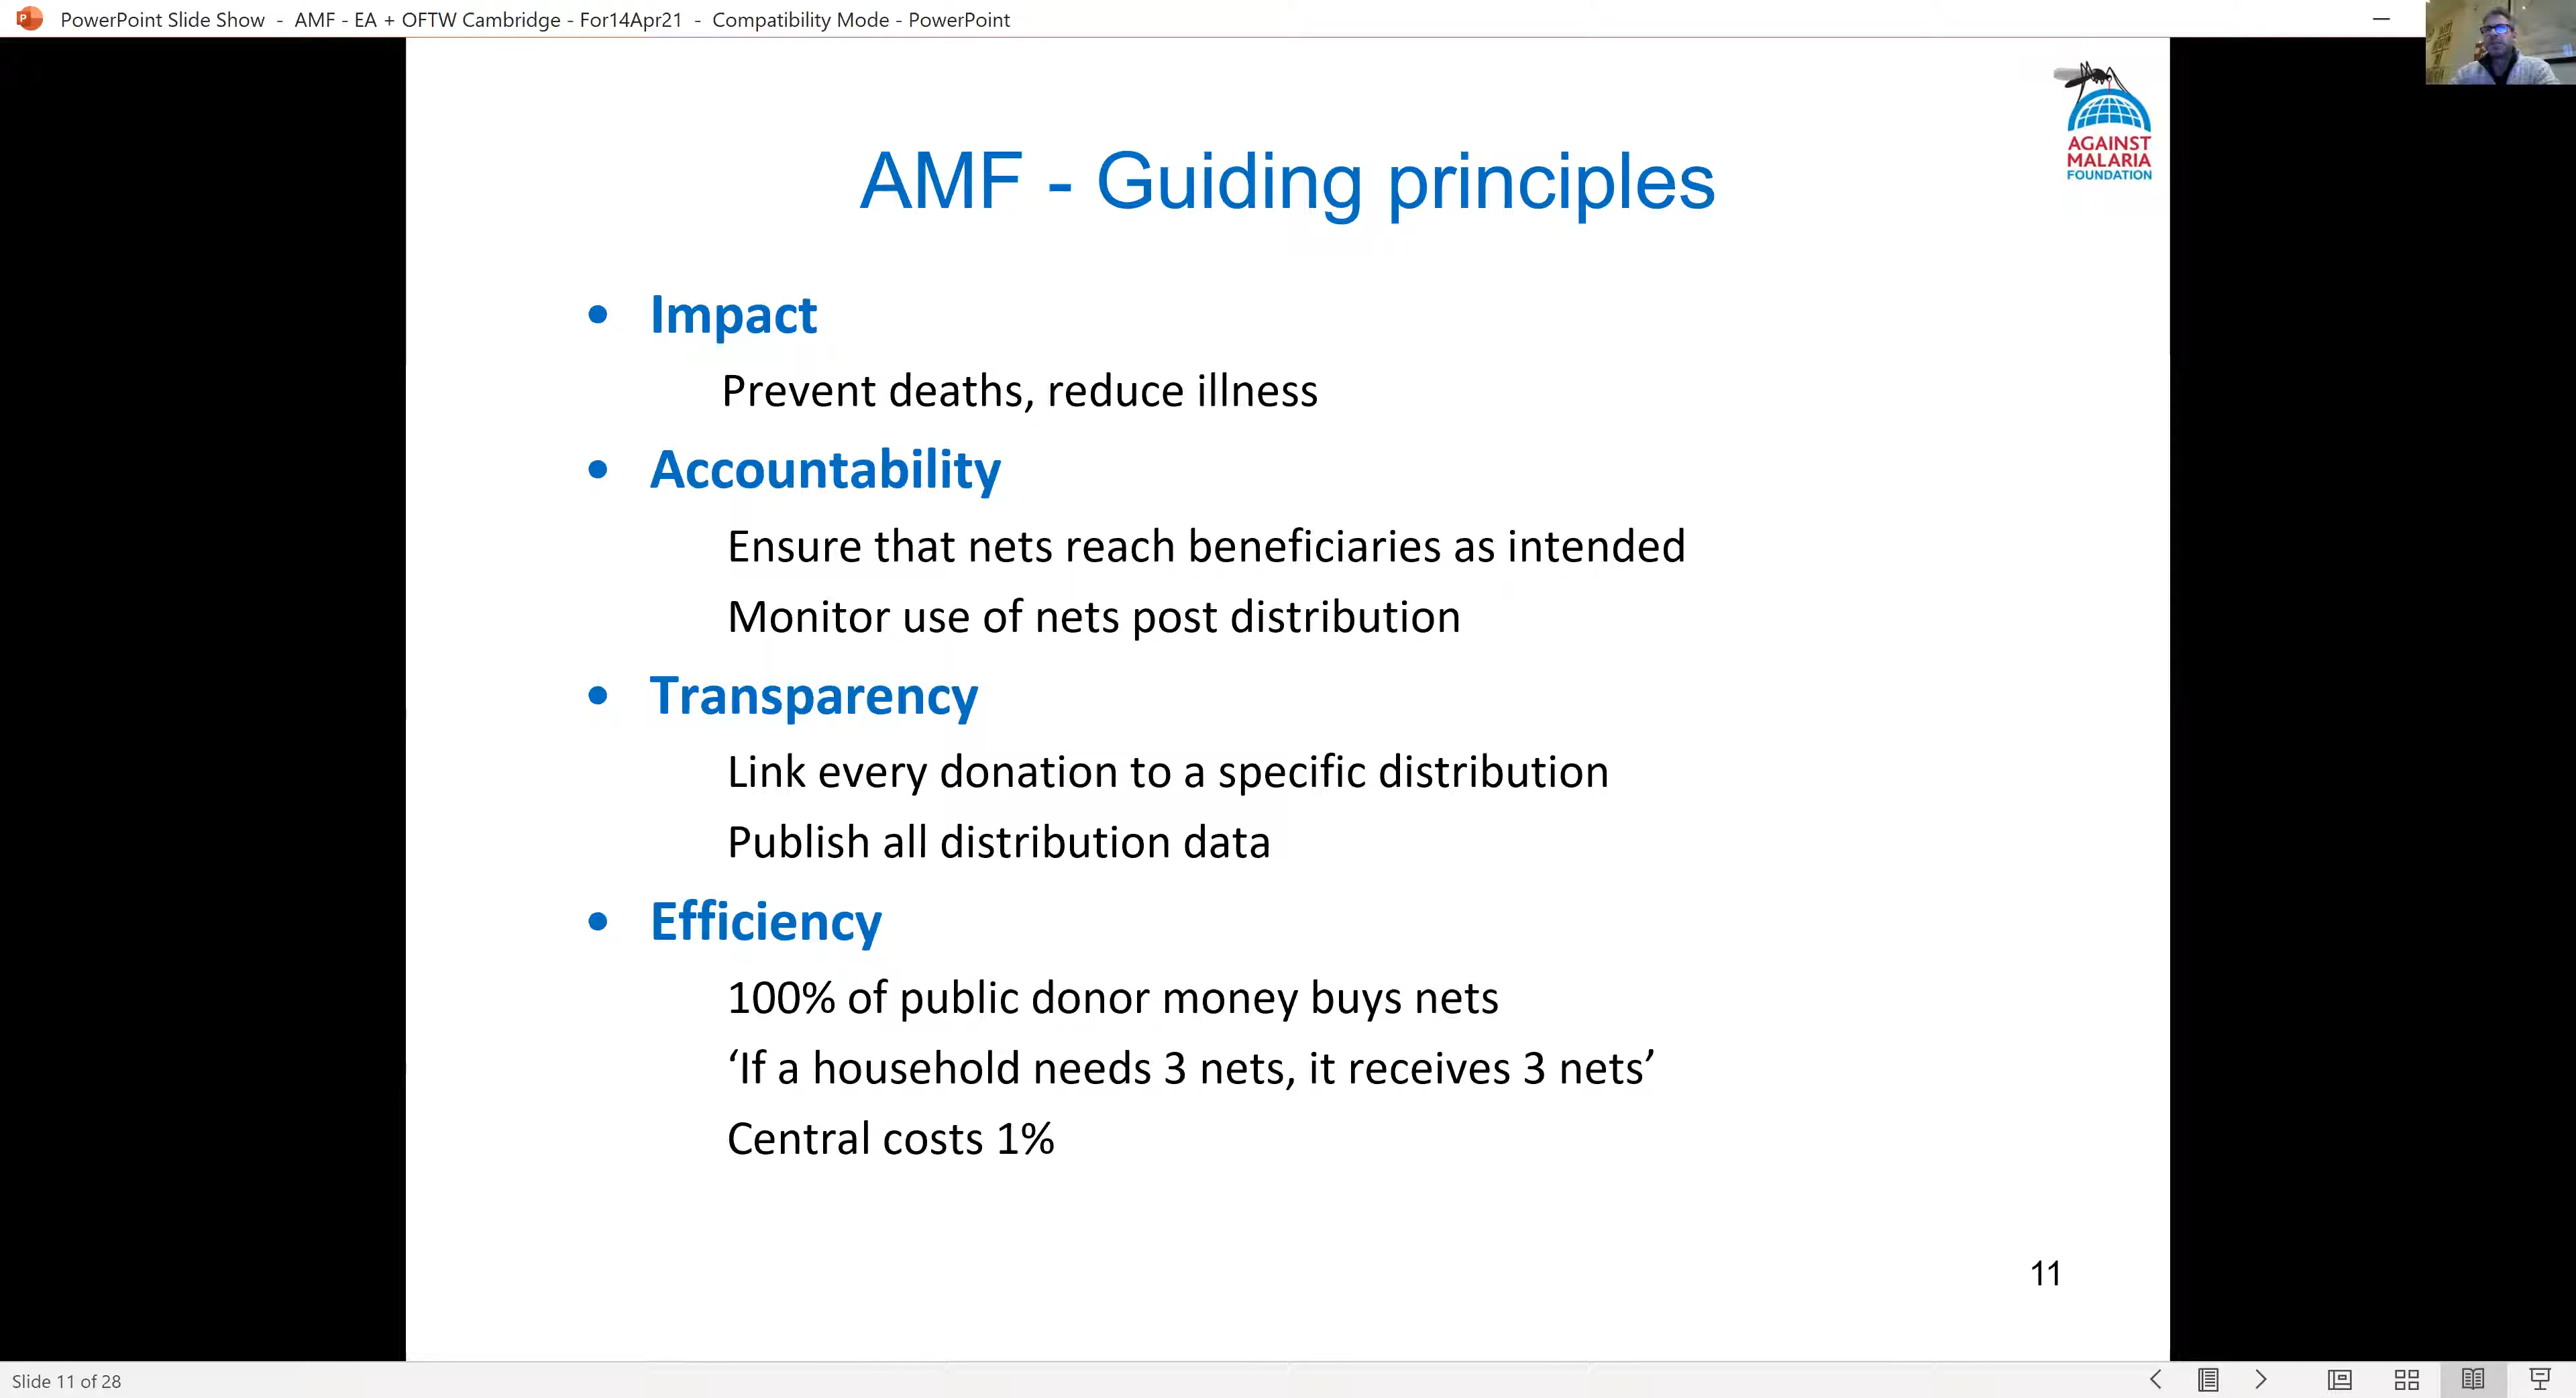 PowerPoint Slide Show - AMF - EA + OFTW Cambridge - For14Apr21 - Compatibility Mode - PowerPoint
AGAINST
MALARIA
FOUNDATION
AMF - Guiding principles
• Impact
Prevent deaths, reduce illness
• Accountability
Ensure that nets reach beneficiaries as intended
Monitor use of nets post distribution
• Transparency
Link every donation to a specific distribution
Publish all distribution data
• Efficiency
100% of public donor money buys nets
‘If a household needs 3 nets, it receives 3 nets’
Central costs 1%
11
Slide 11 of 28